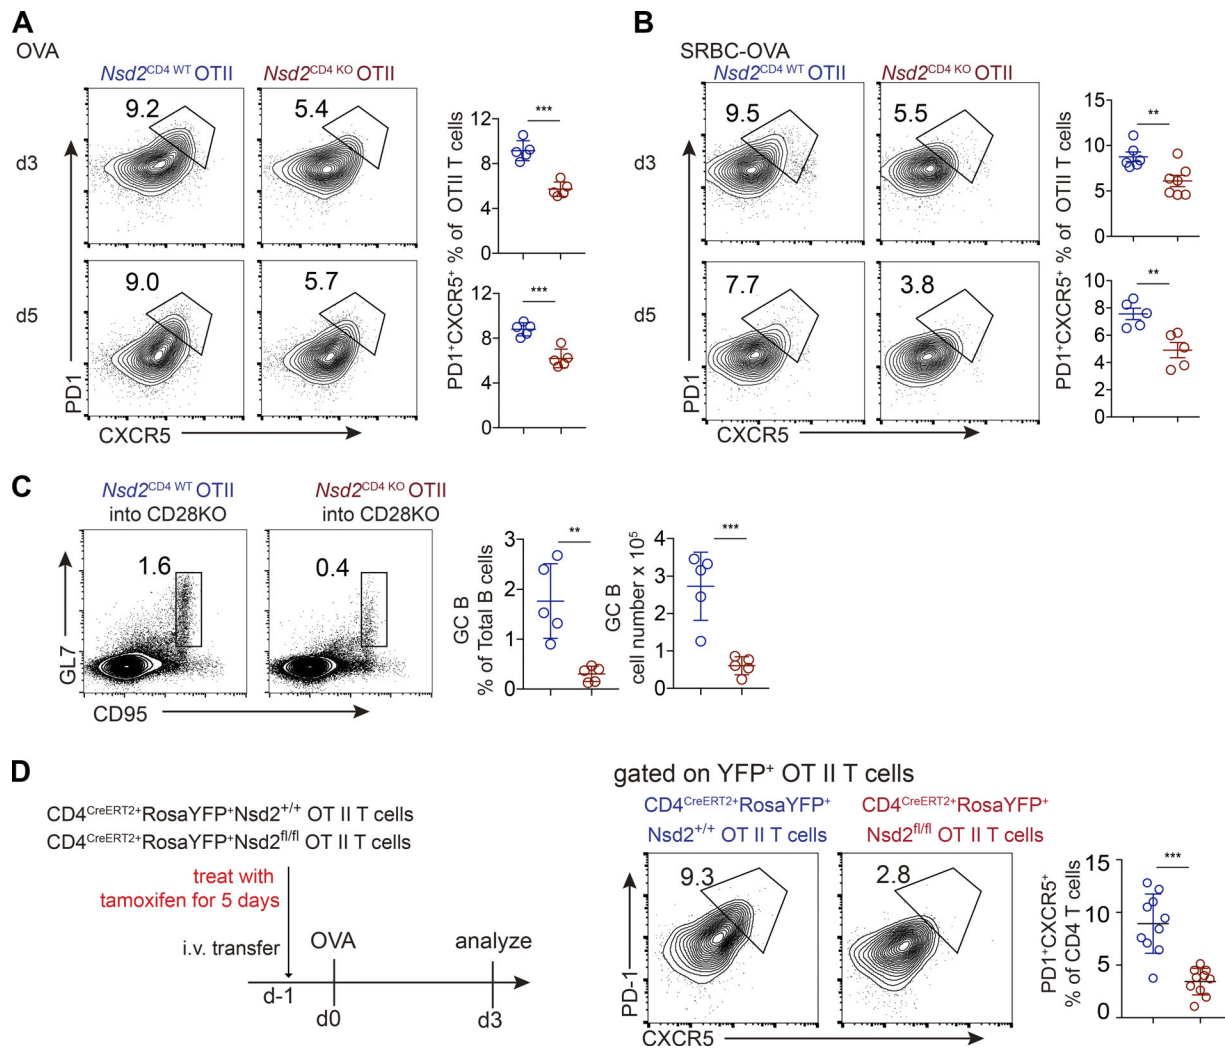 A
OVA
Nsd2CD4 WT OTII
Nsd2CD4 KO OTII
9.2
5.4
d3
9.0
5.7
d5
PD1
CXCR5
***
12
8
4
0
***
12
8
4
0
PD1+CXCR5+ % of OTII T cells
B
SRBC-OVA
Nsd2CD4 WT OTII
Nsd2CD4 KO OTII
9.5
5.5
d3
7.7
3.8
d5
PD1
CXCR5
**
15
10
5
0
**
10
8
6
4
2
0
PD1+CXCR5+ % of OTII T cells
C
Nsd2CD4 WT OTII
into CD28KO
Nsd2CD4 KO OTII
into CD28KO
1.6
0.4
GL7
CD95
**
3
2
1
0
GC B
% of Total B cells
***
4
3
2
1
0
GC B
cell number x 10⁵
D
CD4CreERT2+RosaYFP+Nsd2+/+ OT II T cells
CD4CreERT2+RosaYFP+Nsd2fl/fl OT II T cells
treat with
tamoxifen for 5 days
i.v. transfer
OVA
analyze
d-1
d0
d3
gated on YFP+ OT II T cells
CD4CreERT2+RosaYFP+
Nsd2+/+ OT II T cells
CD4CreERT2+RosaYFP+
Nsd2fl/fl OT II T cells
9.3
2.8
PD-1
CXCR5
***
15
10
5
0
PD1+CXCR5+
% of CD4 T cells